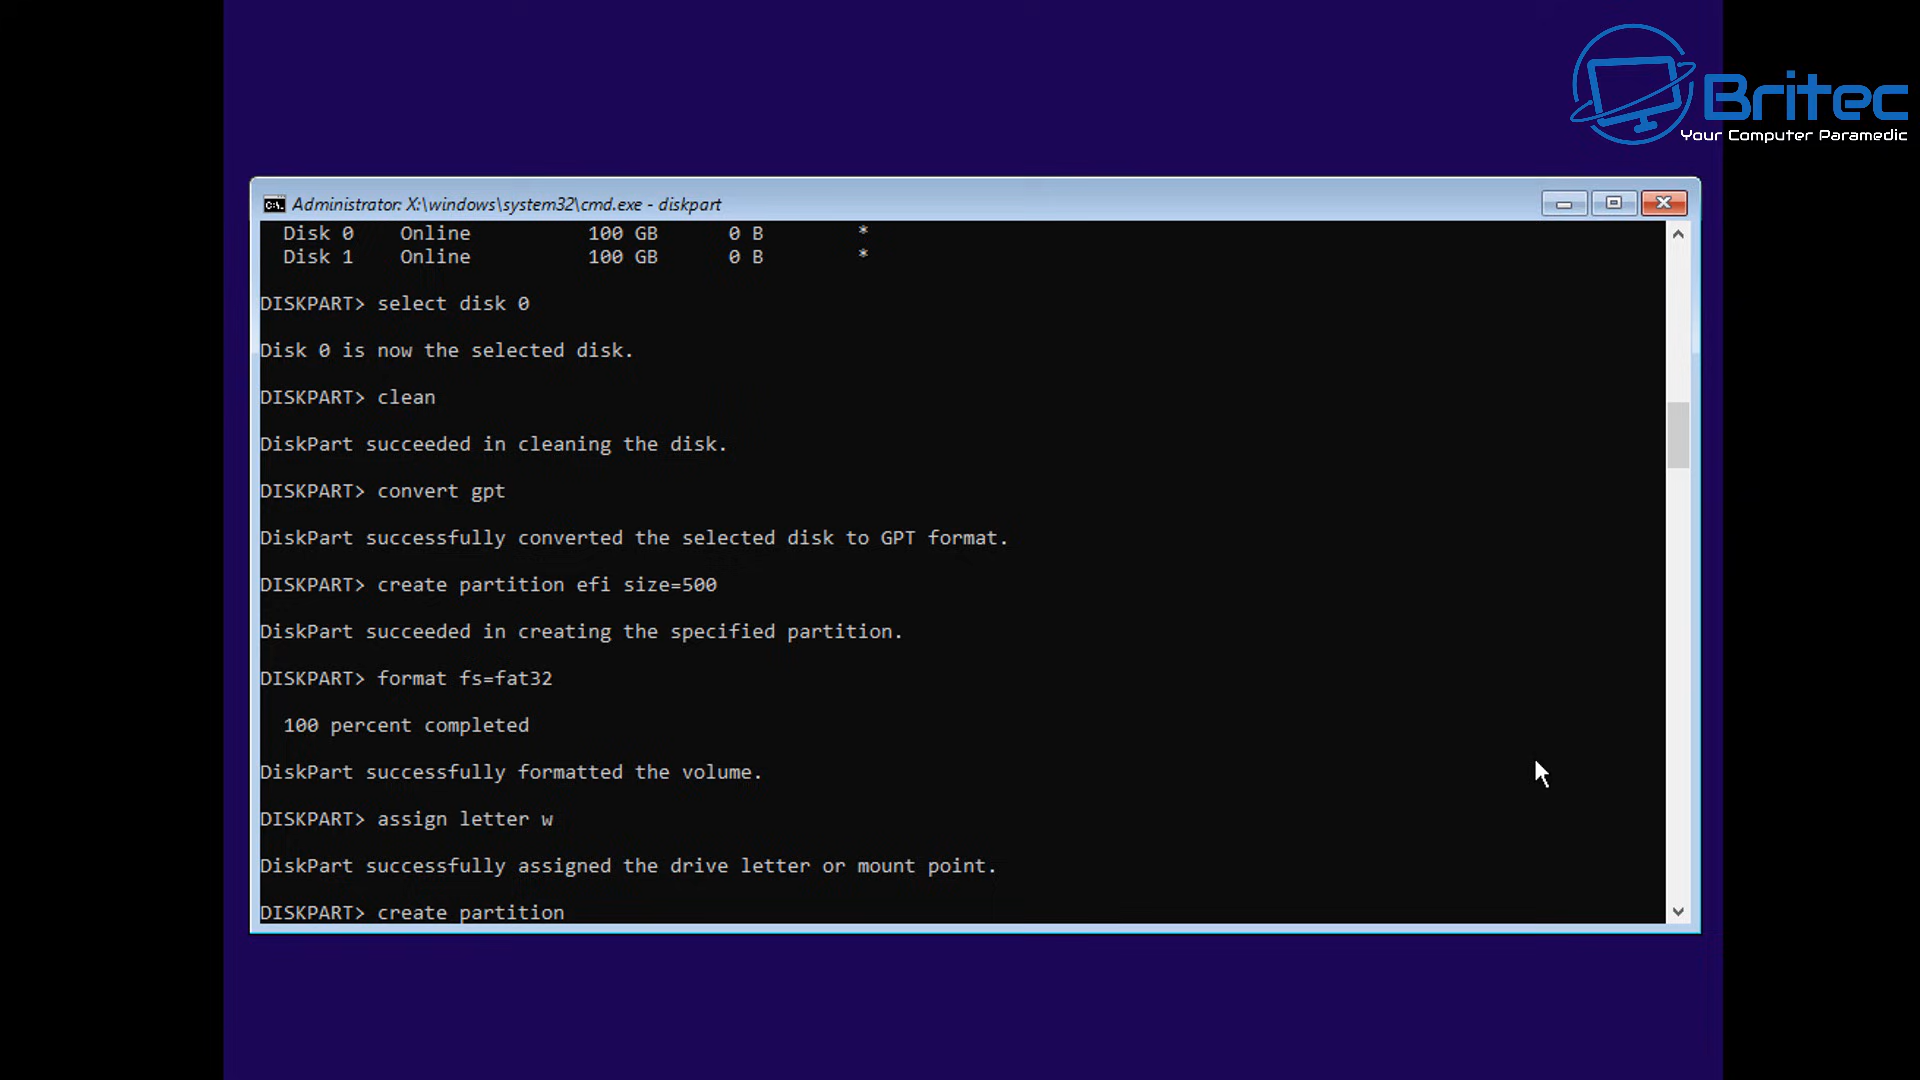 Britec
Your Computer Paramedic
Administrator: X:\windows\system32\cmd.exe - diskpart
Disk 0    Online          100 GB      0 B        *
Disk 1    Online          100 GB      0 B        *
DISKPART> select disk 0
Disk 0 is now the selected disk.
DISKPART> clean
DiskPart succeeded in cleaning the disk.
DISKPART> convert gpt
DiskPart successfully converted the selected disk to GPT format.
DISKPART> create partition efi size=500
DiskPart succeeded in creating the specified partition.
DISKPART> format fs=fat32
100 percent completed
DiskPart successfully formatted the volume.
DISKPART> assign letter w
DiskPart successfully assigned the drive letter or mount point.
DISKPART> create partition